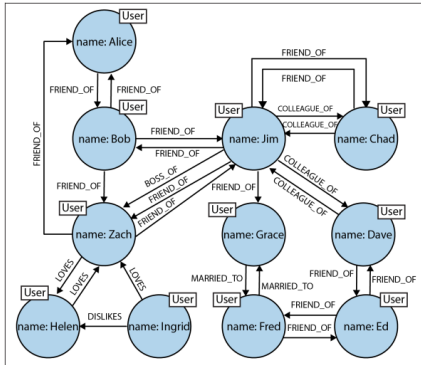 User
name: Alice
FRIEND_OF
FRIEND_OF
FRIEND_OF
FRIEND_OF
FRIEND_OF
User
name: Bob
FRIEND_OF
FRIEND_OF
User
name: Jim
COLLEAGUE_OF
COLLEAGUE_OF
User
name: Chad
FRIEND_OF
BOSS_OF
FRIEND_OF
FRIEND_OF
FRIEND_OF
COLLEAGUE_OF
COLLEAGUE_OF
User
name: Zach
User
name: Grace
User
name: Dave
LOVES
LOVES
LOVES
MARRIED_TO
MARRIED_TO
FRIEND_OF
FRIEND_OF
User
name: Helen
DISLIKES
User
name: Ingrid
User
name: Fred
FRIEND_OF
FRIEND_OF
User
name: Ed